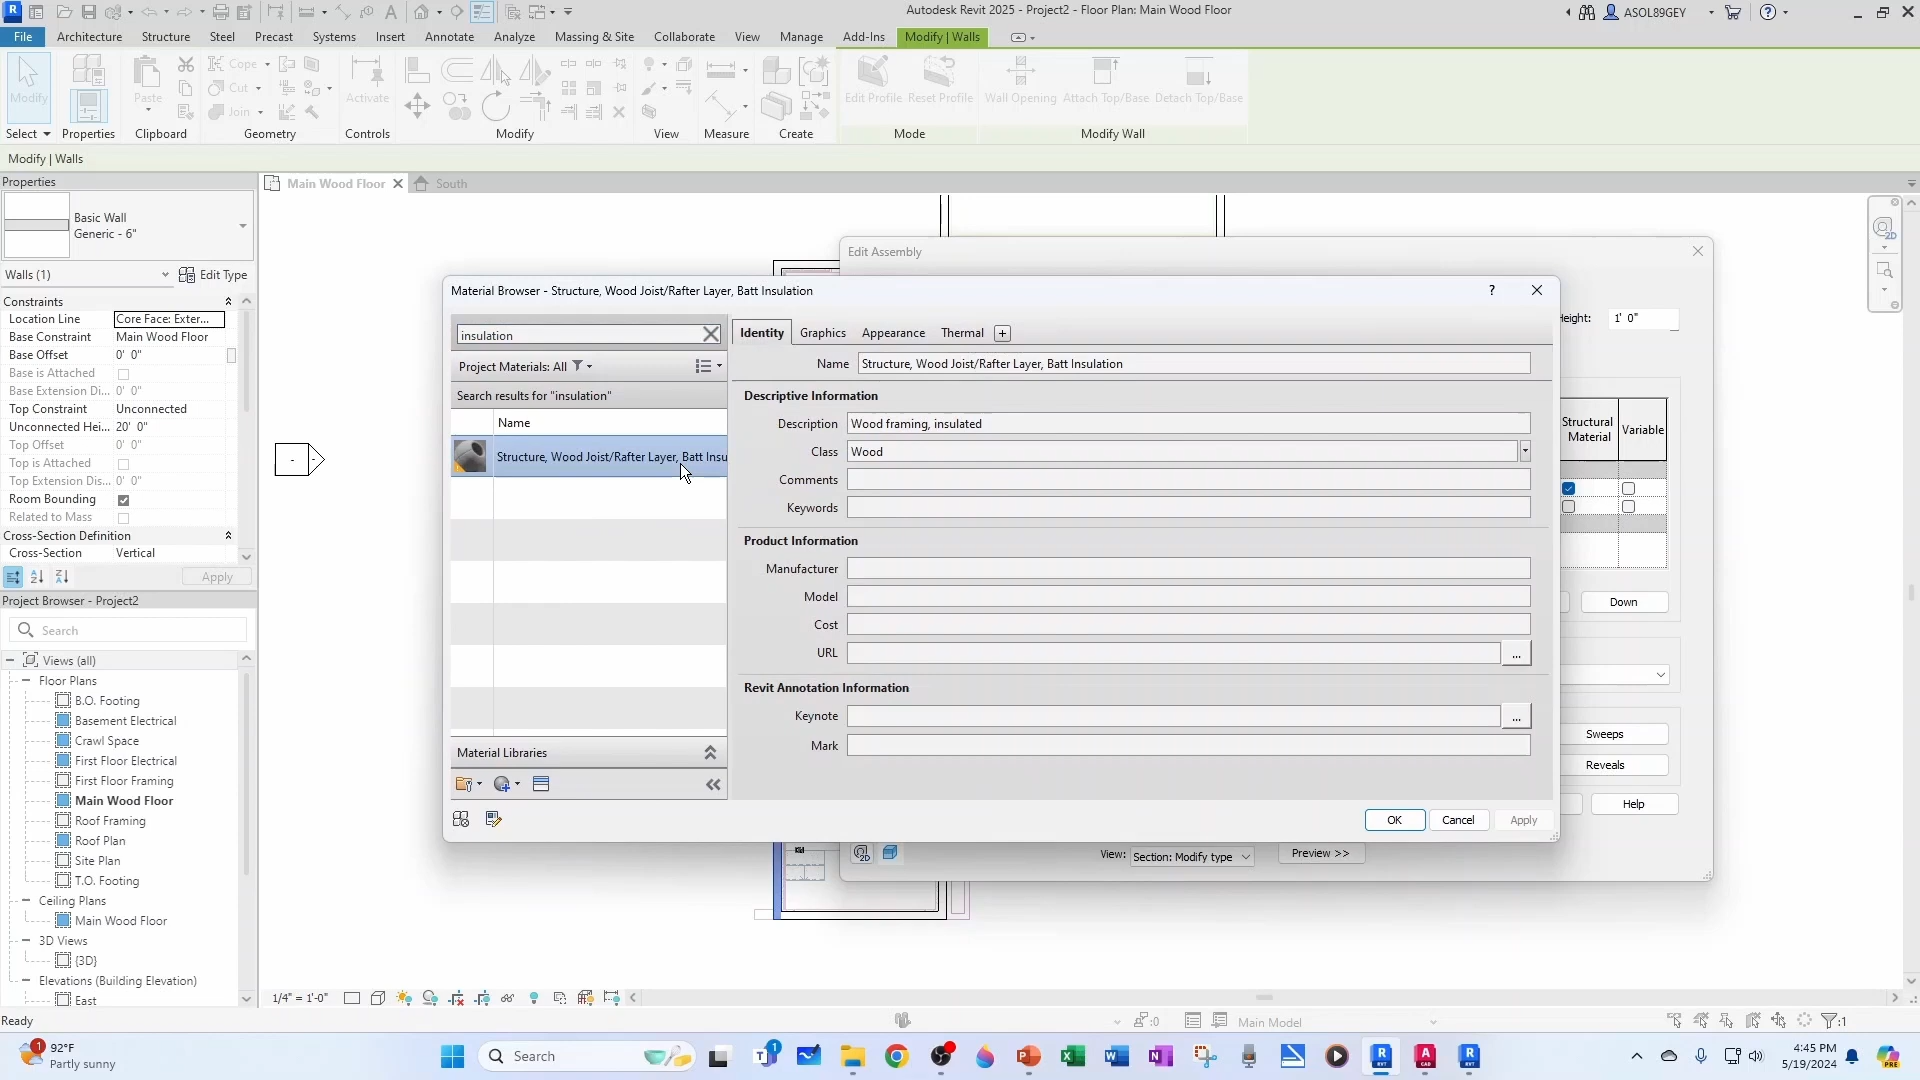 Autodesk Revit 2025 - Project2 - Floor Plan: Main Wood Floor
ASOL89GEY
File Architecture Structure Steel Precast Systems Insert Annotate Analyze Massing & Site Collaborate View Manage Add-Ins Modify | Walls
Modify
Paste
Cope
Cut
Join
Activate
Edit Profile Reset Profile Wall Opening Attach Top/Base Detach Top/Base
Select Properties Clipboard Geometry Controls Modify View Measure Create Mode Modify Wall
Modify | Walls
Properties
Main Wood Floor
South
Basic Wall
Generic - 6"
Walls (1)
Edit Type
Constraints
Location Line Core Face: Exter...
Base Constraint Main Wood Floor
Base Offset 0' 0"
Base is Attached
Base Extension Di... 0' 0"
Top Constraint Unconnected
Unconnected Hei... 20' 0"
Top Offset 0' 0"
Top is Attached
Top Extension Dis... 0' 0"
Room Bounding
Related to Mass
Cross-Section Definition
Cross-Section Vertical
Apply
Project Browser - Project2
Search
Views (all)
Floor Plans
B.O. Footing
Basement Electrical
Crawl Space
First Floor Electrical
First Floor Framing
Main Wood Floor
Roof Framing
Roof Plan
Site Plan
T.O. Footing
Ceiling Plans
Main Wood Floor
3D Views
{3D}
Elevations (Building Elevation)
East
Edit Assembly
Height: 1' 0"
Structural Material
Variable
Down
Sweeps
Reveals
Help
View: Section: Modify type
Preview >>
Material Browser - Structure, Wood Joist/Rafter Layer, Batt Insulation
insulation
Project Materials: All
Search results for "insulation"
Name
Structure, Wood Joist/Rafter Layer, Batt Insu
Material Libraries
Identity Graphics Appearance Thermal
Name Structure, Wood Joist/Rafter Layer, Batt Insulation
Descriptive Information
Description Wood framing, insulated
Class Wood
Comments
Keywords
Product Information
Manufacturer
Model
Cost
URL ...
Revit Annotation Information
Keynote ...
Mark
OK Cancel Apply
1/4" = 1'-0"
Ready
:0
Main Model
:1
92°F
Partly sunny
Search
4:45 PM
5/19/2024